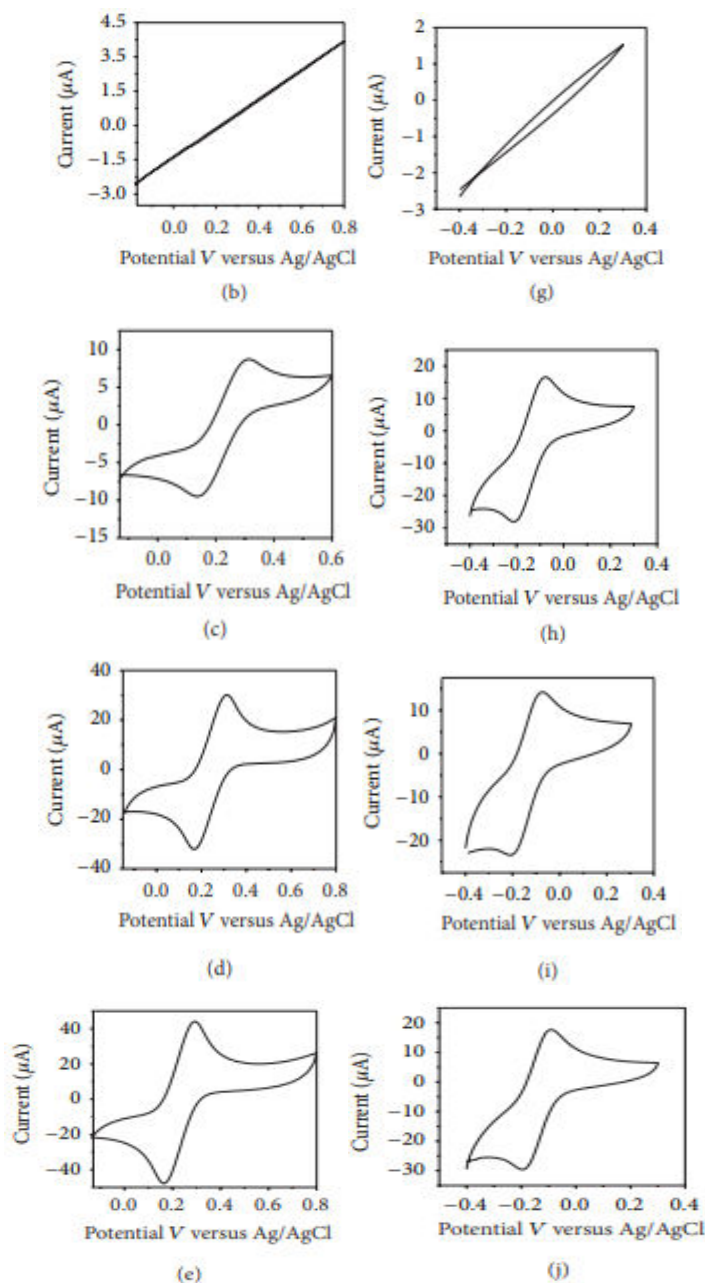 4.5
3.0
1.5
0.0
−1.5
−3.0
Current (μA)
0.0 0.2 0.4 0.6 0.8
Potential V versus Ag/AgCl
(b)
2
1
0
−1
−2
−3
Current (μA)
−0.4 −0.2 0.0 0.2 0.4
Potential V versus Ag/AgCl
(g)
10
5
0
−5
−10
−15
Current (μA)
0.0 0.2 0.4 0.6
Potential V versus Ag/AgCl
(c)
20
10
0
−10
−20
−30
Current (μA)
−0.4 −0.2 0.0 0.2 0.4
Potential V versus Ag/AgCl
(h)
40
20
0
−20
−40
Current (μA)
0.0 0.2 0.4 0.6 0.8
Potential V versus Ag/AgCl
(d)
10
0
−10
−20
Current (μA)
−0.4 −0.2 0.0 0.2 0.4
Potential V versus Ag/AgCl
(i)
40
20
0
−20
−40
Current (μA)
0.0 0.2 0.4 0.6 0.8
Potential V versus Ag/AgCl
(e)
20
10
0
−10
−20
−30
Current (μA)
−0.4 −0.2 0.0 0.2 0.4
Potential V versus Ag/AgCl
(j)